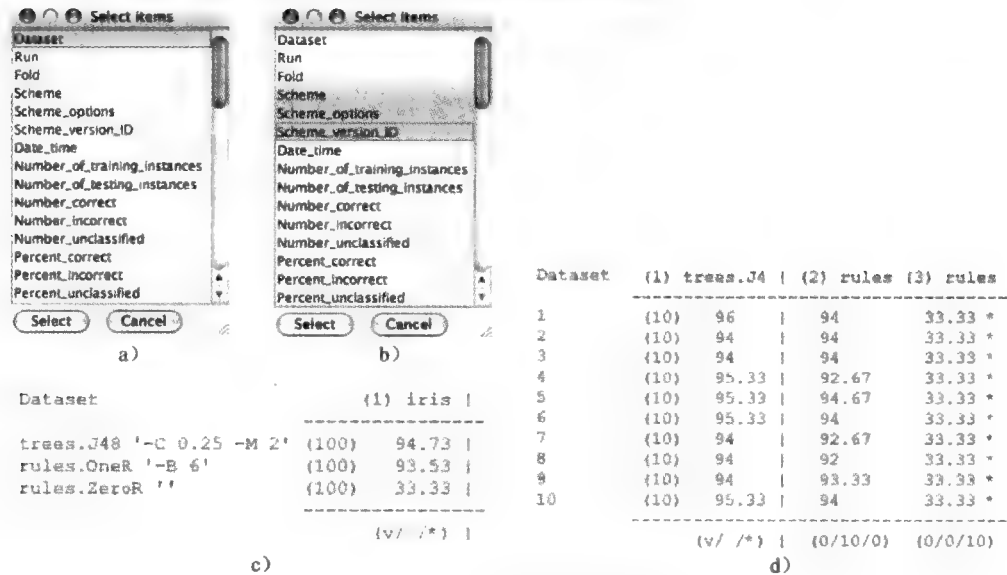 Select items
Dataset
Run
Fold
Scheme
Scheme_options
Scheme_version_ID
Date_time
Number_of_training_instances
Number_of_testing_instances
Number_correct
Number_incorrect
Number_unclassified
Percent_correct
Percent_incorrect
Percent_unclassified
Select Cancel
a)
Select items
Dataset
Run
Fold
Scheme
Scheme_options
Scheme_version_ID
Date_time
Number_of_training_instances
Number_of_testing_instances
Number_correct
Number_incorrect
Number_unclassified
Percent_correct
Percent_incorrect
Percent_unclassified
Select Cancel
b)
Dataset (1) iris |
trees.J48 '-C 0.25 -M 2' (100) 94.73 |
rules.OneR '-B 6' (100) 93.53 |
rules.ZeroR '' (100) 33.33 |
(v/ /*) |
c)
Dataset (1) trees.J4 | (2) rules (3) rules
1 (10) 96 | 94 33.33 *
2 (10) 94 | 94 33.33 *
3 (10) 94 | 94 33.33 *
4 (10) 95.33 | 92.67 33.33 *
5 (10) 95.33 | 94.67 33.33 *
6 (10) 95.33 | 94 33.33 *
7 (10) 94 | 92.67 33.33 *
8 (10) 94 | 92 33.33 *
9 (10) 94 | 93.33 33.33 *
10 (10) 95.33 | 94 33.33 *
(v/ /*) | (0/10/0) (0/0/10)
d)